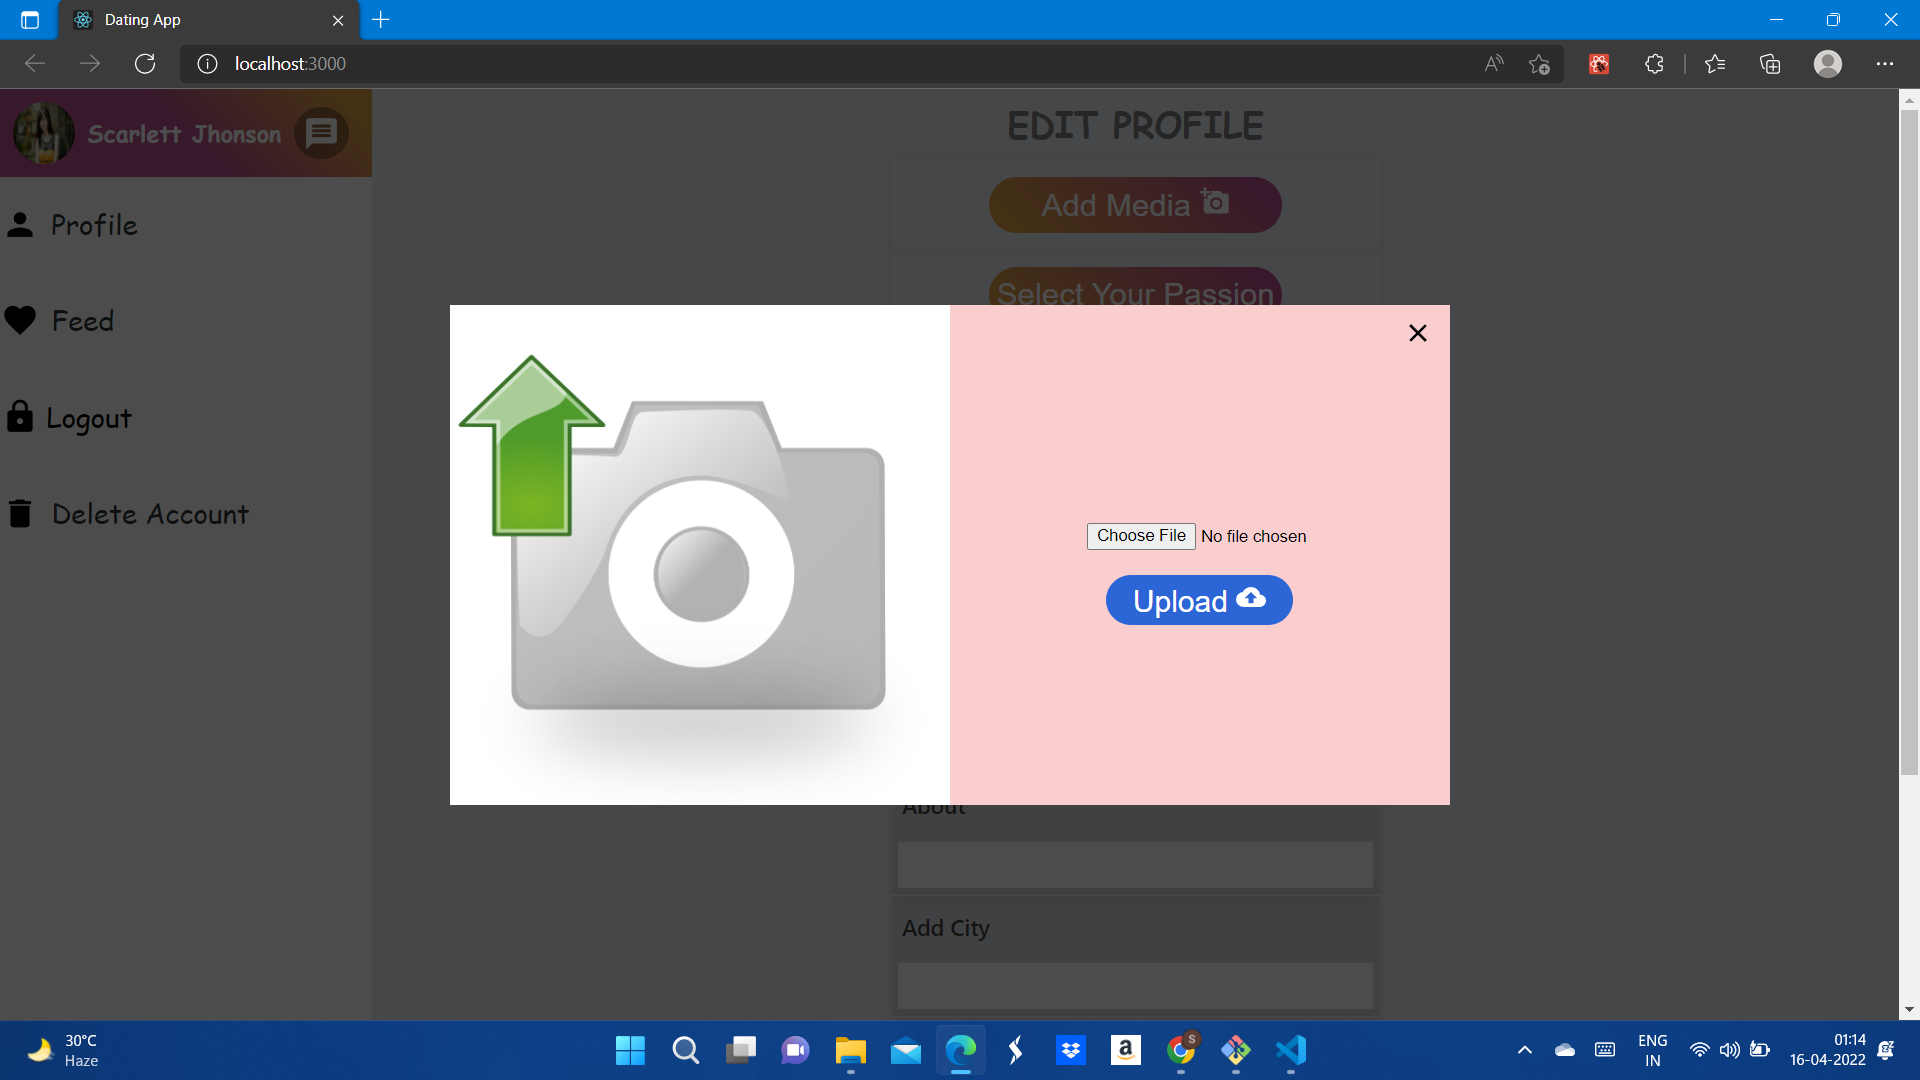 Dating App
localhost:3000
Scarlett Jhonson
Profile
Feed
Logout
Delete Account
EDIT PROFILE
Add Media
Select Your Passion
Choose File No file chosen
Upload
About
Add City
30°C
Haze
S
a
ENG
IN
01:14
16-04-2022